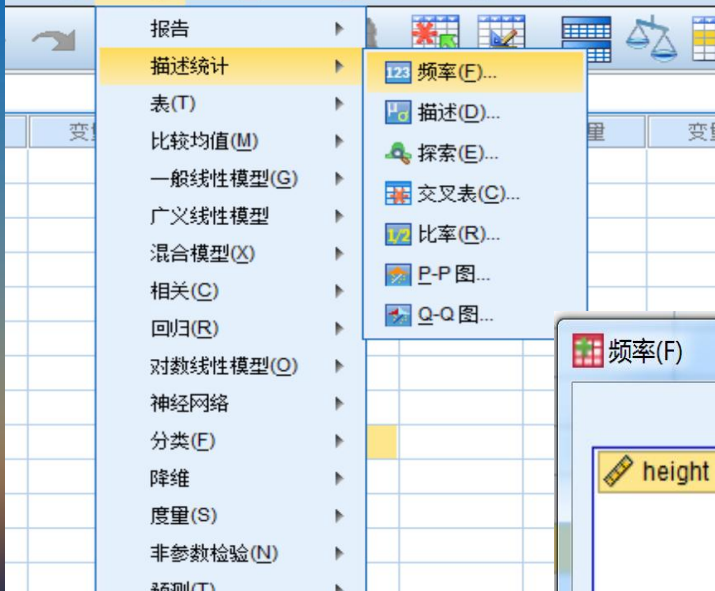 报告
描述统计
表(T)
比较均值(M)
一般线性模型(G)
广义线性模型
混合模型(X)
相关(C)
回归(R)
对数线性模型(O)
神经网络
分类(F)
降维
度量(S)
非参数检验(N)
预测(T)
123 频率(F)...
描述(D)...
探索(E)...
交叉表(C)...
1/2 比率(R)...
P-P 图...
Q-Q 图...
变
量
变
频率(F)
height